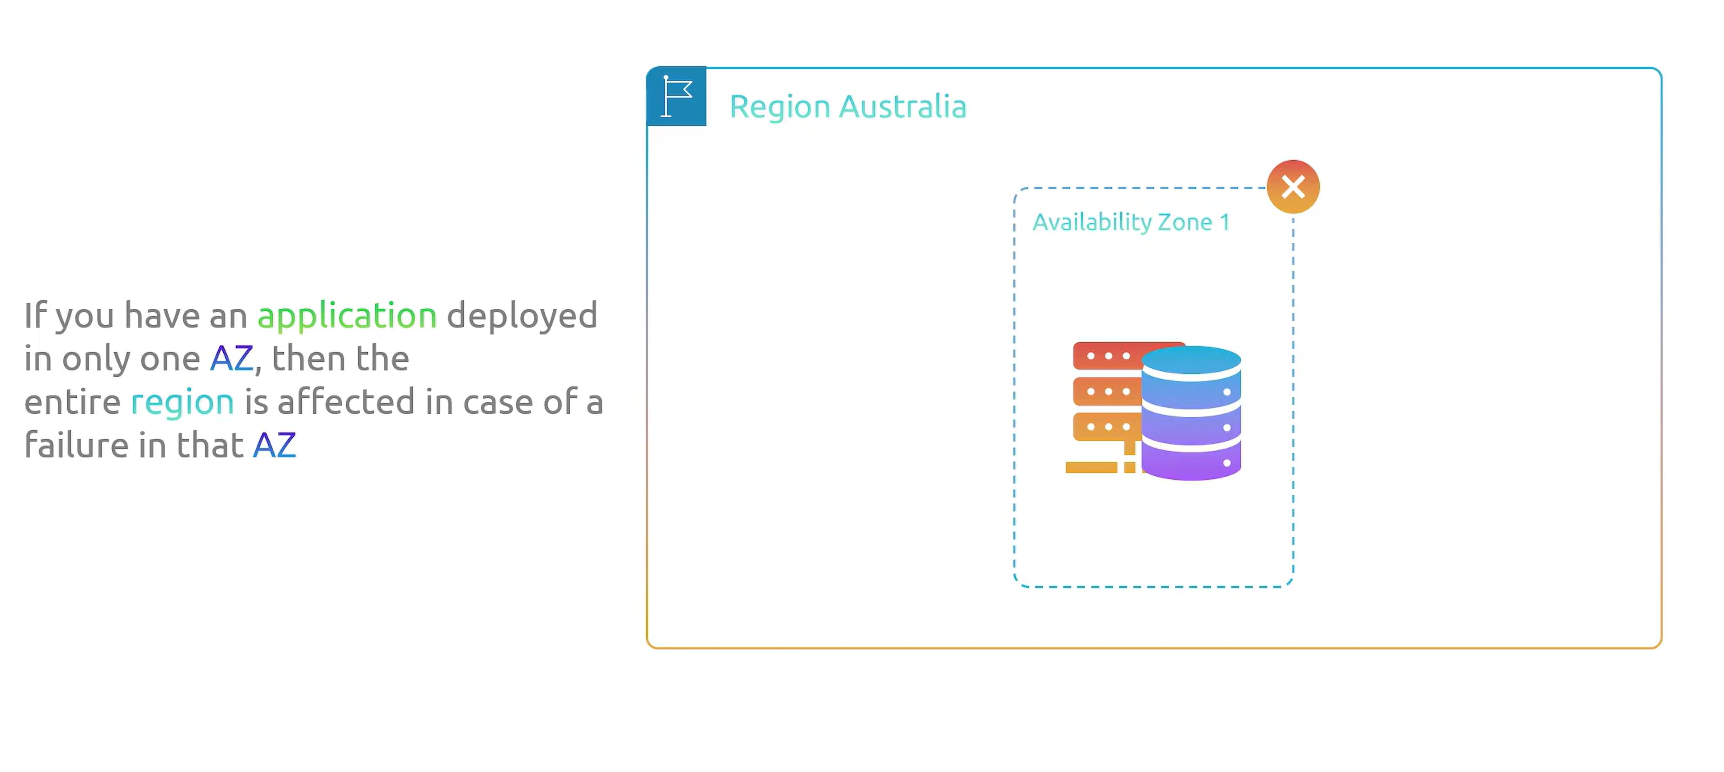 Region Australia
Availability Zone 1
If you have an application deployed
in only one AZ, then the
entire region is affected in case of a
failure in that AZ